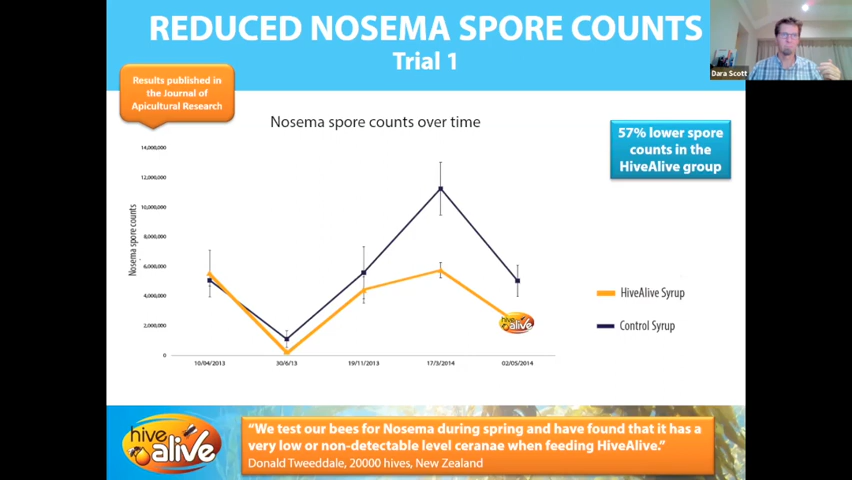 REDUCED NOSEMA SPORE COUNTS
Trial 1
Dara Scott
Results published in
the Journal of
Apicultural Research
Nosema spore counts over time
57% lower spore
counts in the
HiveAlive group
Nosema spore counts
14,000,000
12,000,000
10,000,000
8,000,000
6,000,000
4,000,000
2,000,000
0
10/04/2013
30/6/13
19/11/2013
17/3/2014
02/05/2014
hive
alive
HiveAlive Syrup
Control Syrup
hive
alive
“We test our bees for Nosema during spring and have found that it has a
very low or non-detectable level ceranae when feeding HiveAlive.”
Donald Tweeddale, 20000 hives, New Zealand